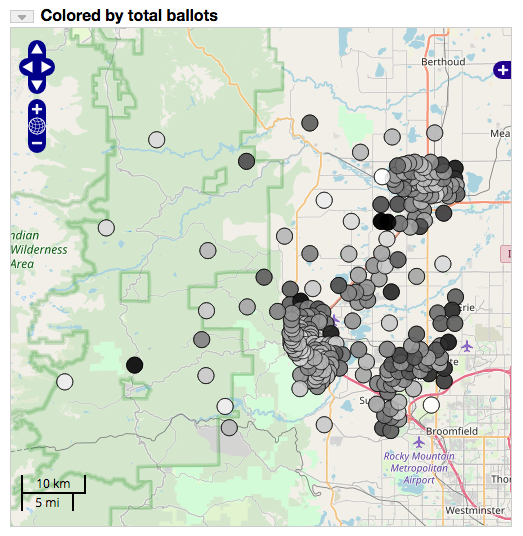 Colored by total ballots
Berthoud
Mea
ndian
Wilderness
Area
rie
te
Su
Broomfield
Rocky Mountain
Metropolitan
Airport
Thor
Westminster
10 km
5 mi